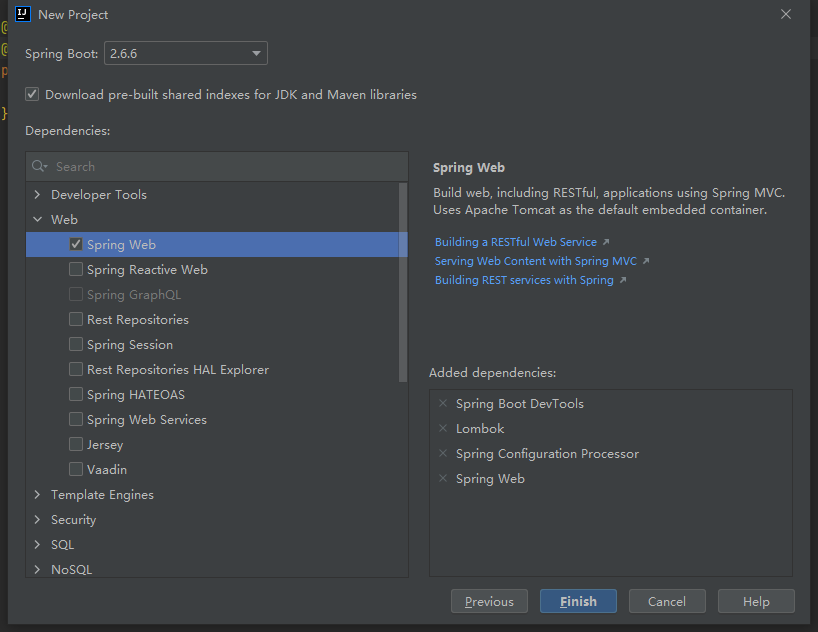 IJ New Project
Spring Boot: 2.6.6
Download pre-built shared indexes for JDK and Maven libraries
Dependencies:
Search
Developer Tools
Web
Spring Web
Spring Reactive Web
Spring GraphQL
Rest Repositories
Spring Session
Rest Repositories HAL Explorer
Spring HATEOAS
Spring Web Services
Jersey
Vaadin
Template Engines
Security
SQL
NoSQL
Spring Web
Build web, including RESTful, applications using Spring MVC.
Uses Apache Tomcat as the default embedded container.
Building a RESTful Web Service
Serving Web Content with Spring MVC
Building REST services with Spring
Added dependencies:
Spring Boot DevTools
Lombok
Spring Configuration Processor
Spring Web
Previous Finish Cancel Help